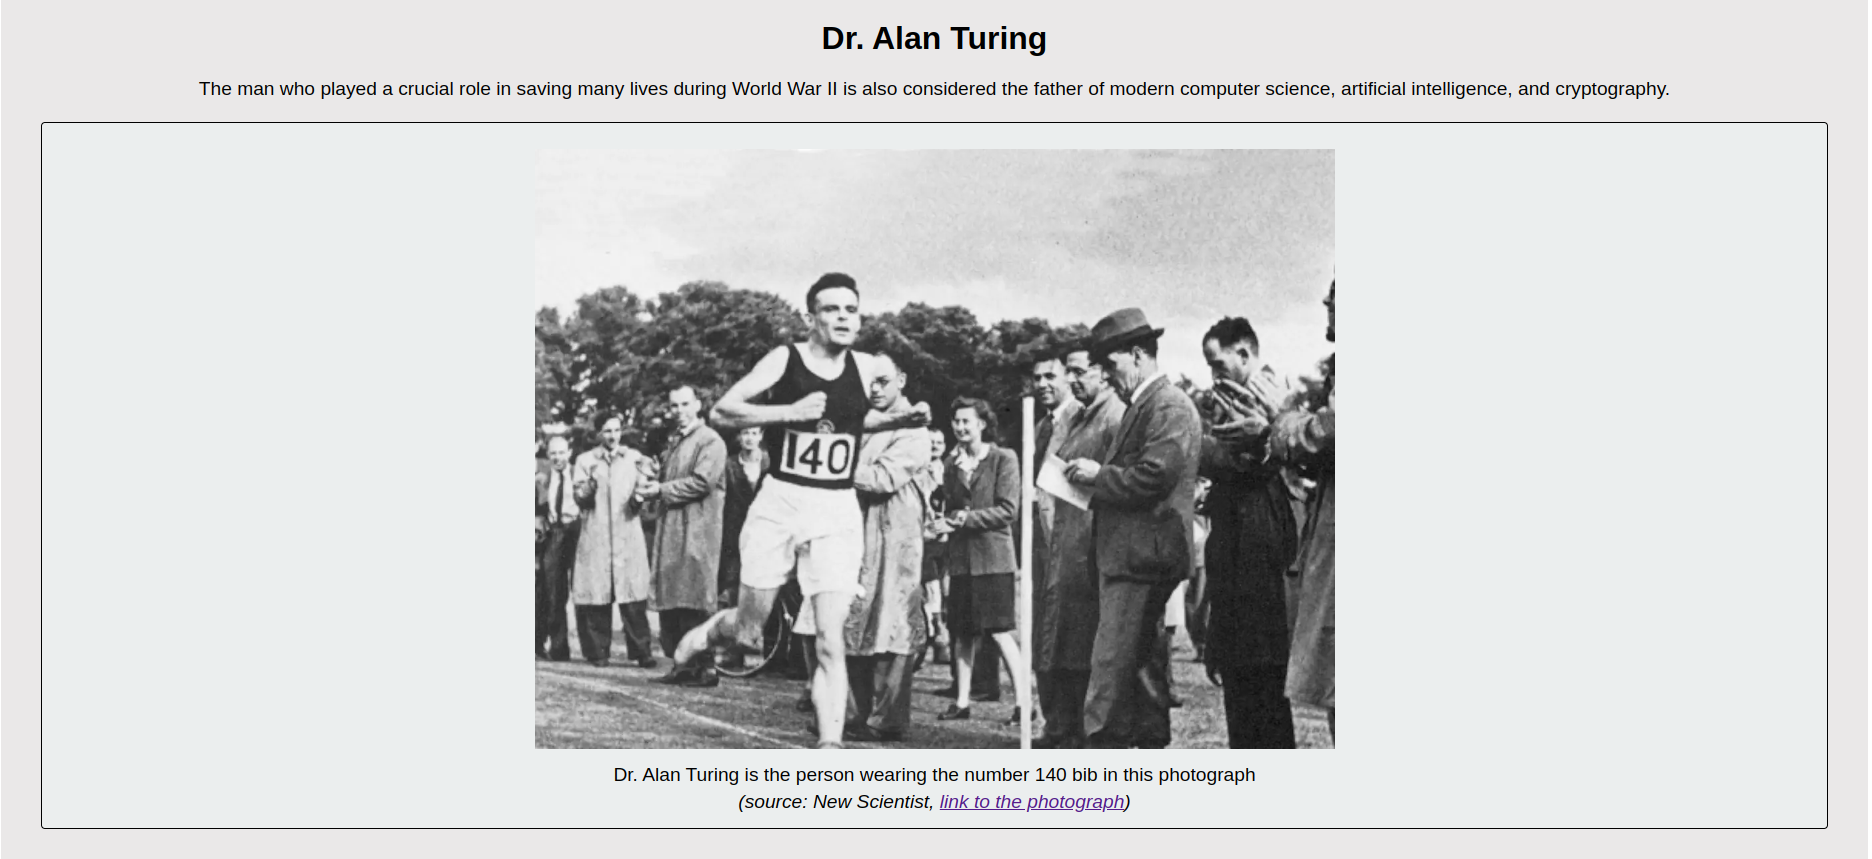 Dr. Alan Turing
The man who played a crucial role in saving many lives during World War II is also considered the father of modern computer science, artificial intelligence, and cryptography.
140
Dr. Alan Turing is the person wearing the number 140 bib in this photograph
(source: New Scientist, link to the photograph)